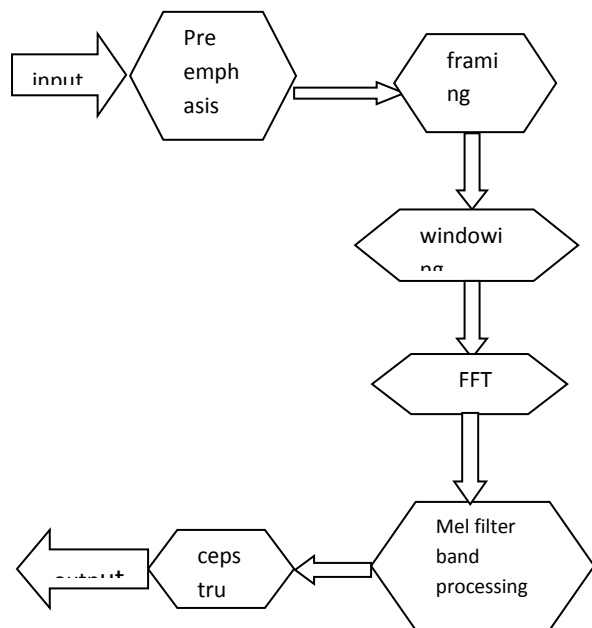 input
Pre
emph
asis
frami
ng
windowi
ng
FFT
Mel filter
band
processing
ceps
tru
output